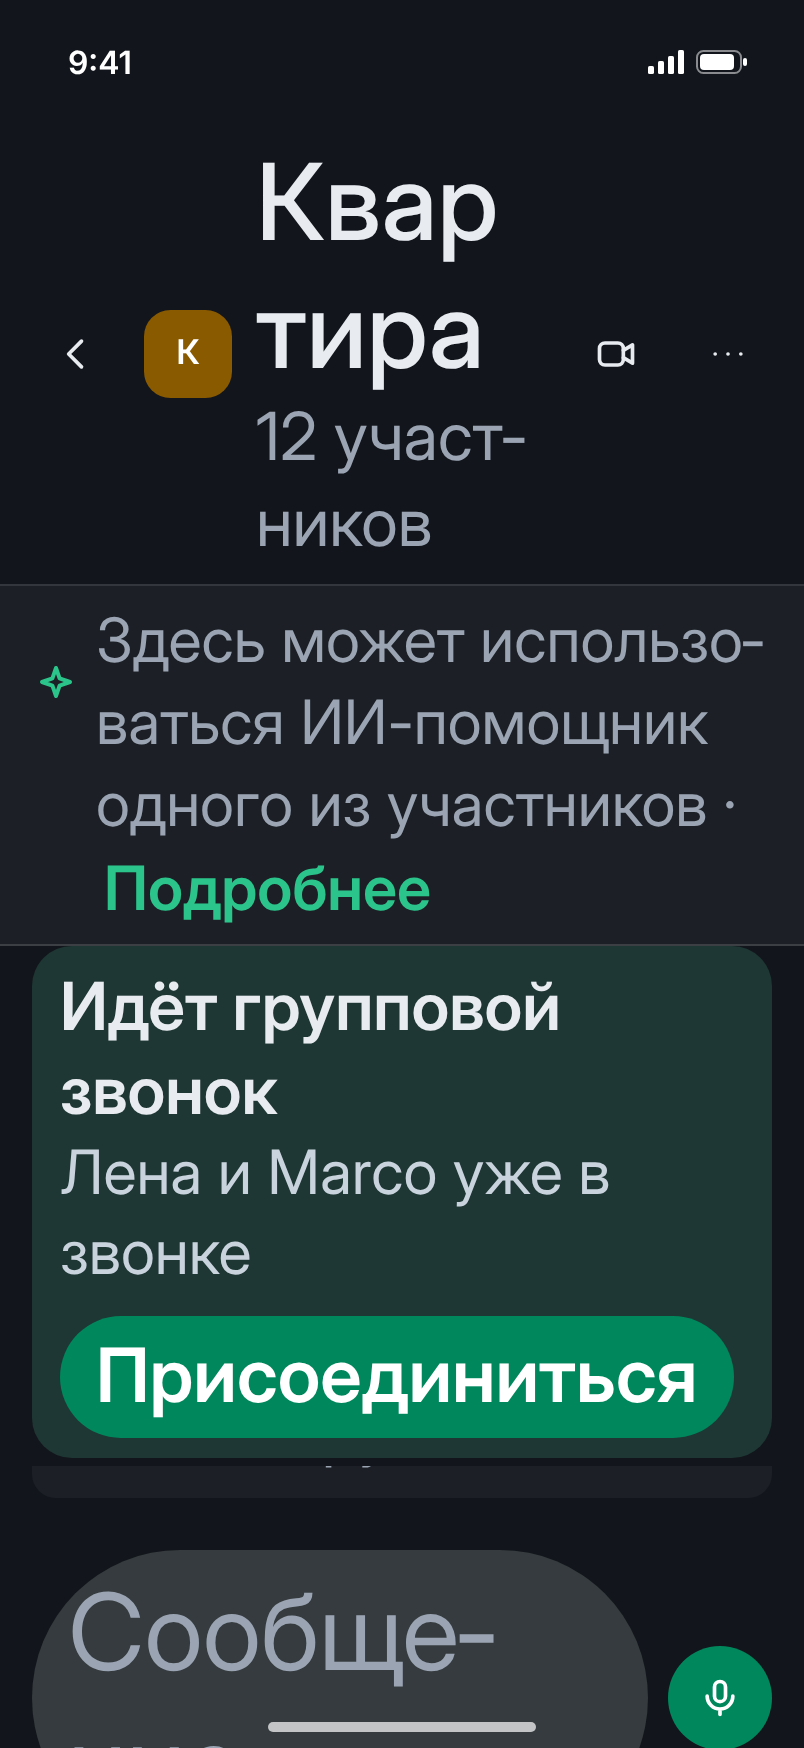 9:41
Квар
тира
К
12 участ-
ников
Здесь может использо-
ваться ИИ-помощник
одного из участников ·
Подробнее
Идёт групповой
звонок
Лена и Marco уже в
звонке
Присоединиться
Сообще-